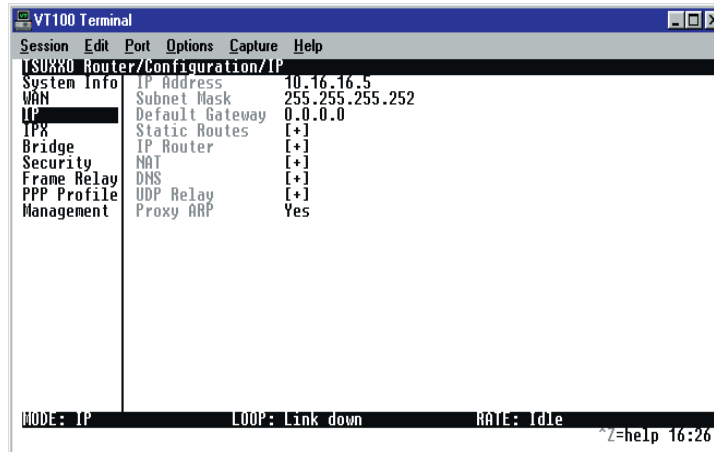 VT100 Terminal
Session Edit Port Options Capture Help
TSUXX0 Router/Configuration/IP
System Info IP Address 10.16.16.5
WAN Subnet Mask 255.255.255.252
IP Default Gateway 0.0.0.0
IPX Static Routes [+]
Bridge IP Router [+]
Security NAT [+]
Frame Relay DNS [+]
PPP Profile UDP Relay [+]
Management Proxy ARP Yes
MODE: IP LOOP: Link down RATE: Idle
^Z=help 16:26